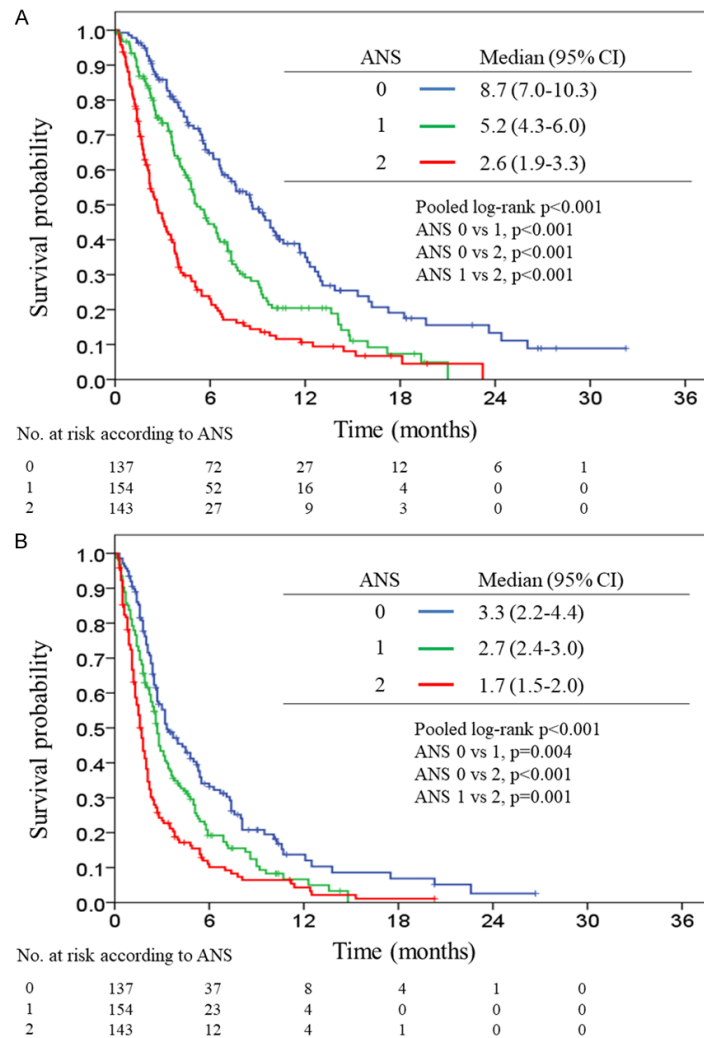 A
Survival probability
1.0
0.9
0.8
0.7
0.6
0.5
0.4
0.3
0.2
0.1
0.0
ANS Median (95% CI)
0 8.7 (7.0-10.3)
1 5.2 (4.3-6.0)
2 2.6 (1.9-3.3)
Pooled log-rank p<0.001
ANS 0 vs 1, p<0.001
ANS 0 vs 2, p<0.001
ANS 1 vs 2, p<0.001
0 6 12 18 24 30 36
Time (months)
No. at risk according to ANS
0 137 72 27 12 6 1
1 154 52 16 4 0 0
2 143 27 9 3 0 0
B
Survival probability
1.0
0.9
0.8
0.7
0.6
0.5
0.4
0.3
0.2
0.1
0.0
ANS Median (95% CI)
0 3.3 (2.2-4.4)
1 2.7 (2.4-3.0)
2 1.7 (1.5-2.0)
Pooled log-rank p<0.001
ANS 0 vs 1, p=0.004
ANS 0 vs 2, p<0.001
ANS 1 vs 2, p=0.001
0 6 12 18 24 30 36
Time (months)
No. at risk according to ANS
0 137 37 8 4 1 0
1 154 23 4 0 0 0
2 143 12 4 1 0 0